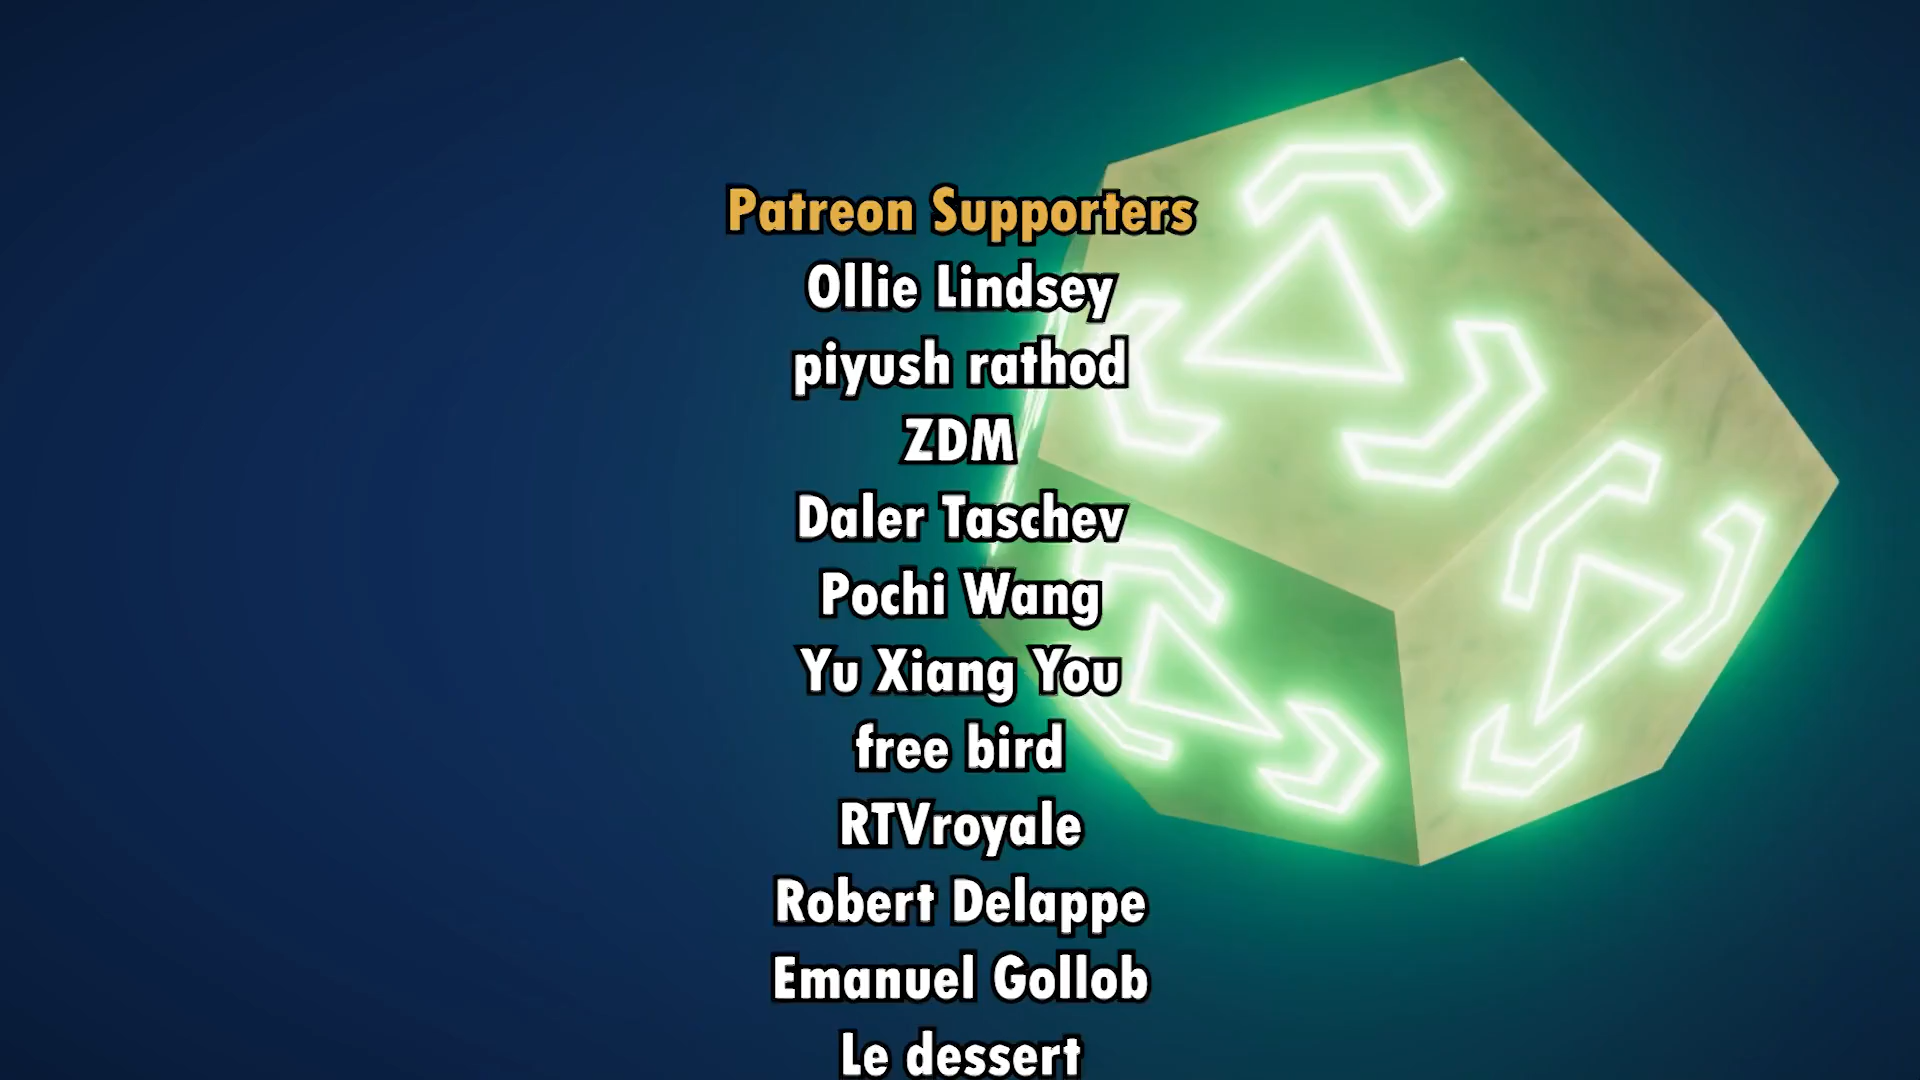 Patreon Supporters
Ollie Lindsey
piyush rathod
ZDM
Daler Taschev
Pochi Wang
Yu Xiang You
free bird
RTVroyale
Robert Delappe
Emanuel Gollob
Le dessert